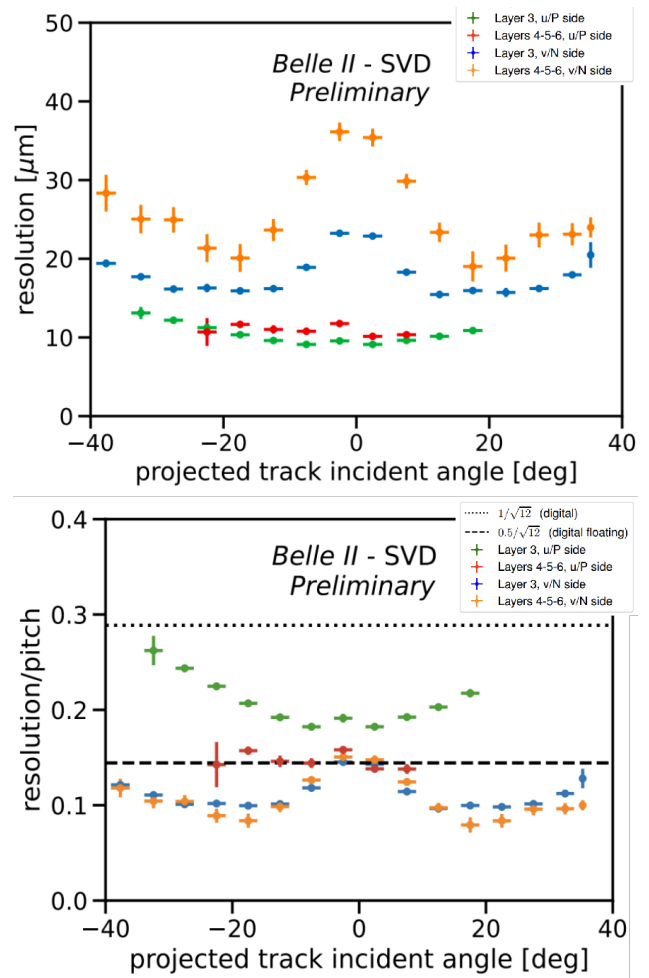 50
40
30
20
10
0
resolution [μm]
Belle II - SVD
Preliminary
Layer 3, u/P side
Layers 4-5-6, u/P side
Layer 3, v/N side
Layers 4-5-6, v/N side
−40 −20 0 20 40
projected track incident angle [deg]
0.4
0.3
0.2
0.1
0.0
resolution/pitch
Belle II - SVD
Preliminary
1/√12 (digital)
0.5/√12 (digital floating)
Layer 3, u/P side
Layers 4-5-6, u/P side
Layer 3, v/N side
Layers 4-5-6, v/N side
−40 −20 0 20 40
projected track incident angle [deg]